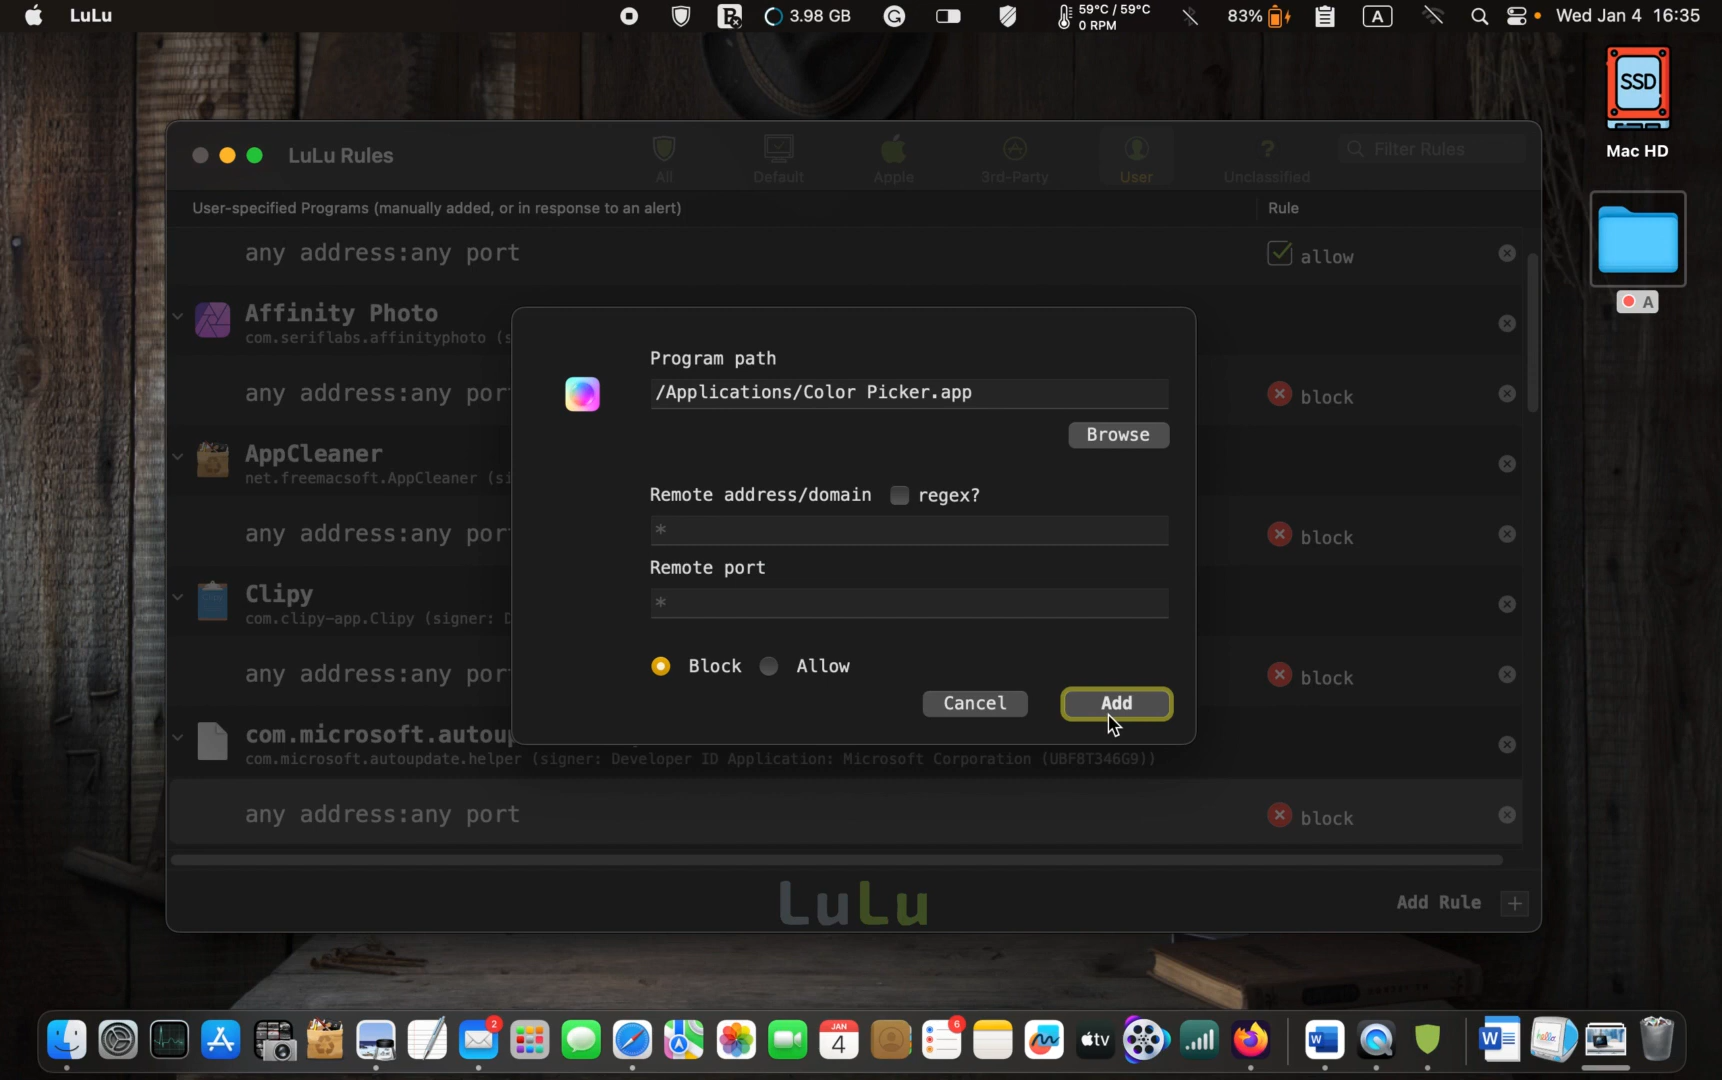 LuLu
3.98 GB
59°C / 59°C
0 RPM
83%
A
Wed Jan 4 16:35
SSD
Mac HD
A
LuLu Rules
All
Default
Apple
3rd-Party
User
Unclassified
Filter Rules
User-specified Programs (manually added, or in response to an alert)
Rule
any address:any port
allow
Affinity Photo
com.seriflabs.affinityphoto (s
any address:any por
block
AppCleaner
net.freemacsoft.AppCleaner (si
any address:any por
block
Clipy
com.clipy-app.Clipy (signer: D
any address:any por
block
com.microsoft.autoup
com.microsoft.autoupdate.helper (signer: Developer ID Application: Microsoft Corporation (UBF8T346G9))
any address:any port
block
Program path
/Applications/Color Picker.app
Browse
Remote address/domain
regex?
*
Remote port
*
Block
Allow
Cancel
Add
LuLu
Add Rule
2
JAN
4
6
tv
W
W
hello